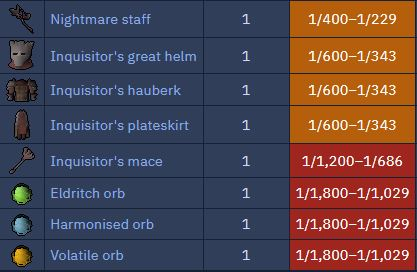 Nightmare staff 1 1/400–1/229
Inquisitor's great helm 1 1/600–1/343
Inquisitor's hauberk 1 1/600–1/343
Inquisitor's plateskirt 1 1/600–1/343
Inquisitor's mace 1 1/1,200–1/686
Eldritch orb 1 1/1,800–1/1,029
Harmonised orb 1 1/1,800–1/1,029
Volatile orb 1 1/1,800–1/1,029